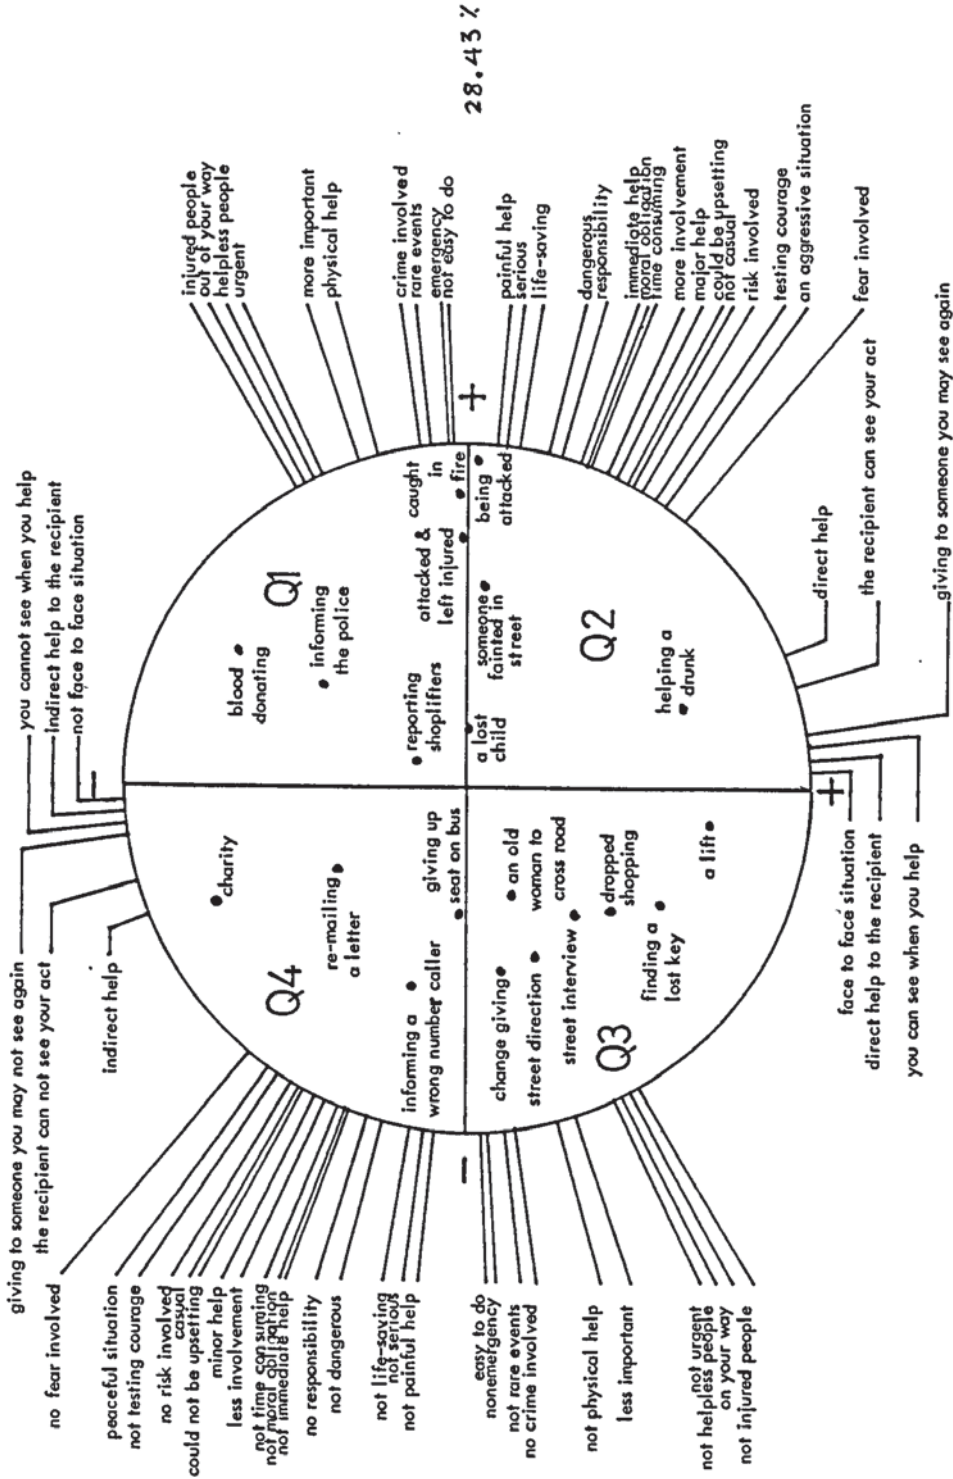 giving to someone you may not see again
the recipient can not see your act
indirect help
you cannot see when you help
indirect help to the recipient
not face to face situation
−
no fear involved
peaceful situation
not testing courage
no risk involved
casual
could not be upsetting
minor help
less involvement
not time consuming
not moral obligation
not immediate help
no responsibility
not dangerous
not life-saving
not serious
not painful help
easy to do
nonemergency
not rare events
no crime involved
not physical help
less important
not urgent
not helpless people
on your way
not injured people
−
Q4
charity
re-mailing
a letter
informing a
wrong number caller
giving up
seat on bus
Q1
blood
donating
informing
the police
reporting
shoplifters
attacked &
left injured
caught
in
fire
Q3
change giving
street direction
street interview
an old
woman to
cross road
dropped
shopping
finding a
lost key
a lift
Q2
a lost
child
someone
fainted in
street
being
attacked
helping a
drunk
+
injured people
out of your way
helpless people
urgent
more important
physical help
crime involved
rare events
emergency
not easy to do
painful help
serious
life-saving
dangerous
responsibility
immediate help
moral obligation
time consuming
more involvement
major help
could be upsetting
not casual
risk involved
testing courage
an aggressive situation
fear involved
28.43 %
+
face to face situation
direct help to the recipient
you can see when you help
direct help
the recipient can see your act
giving to someone you may see again